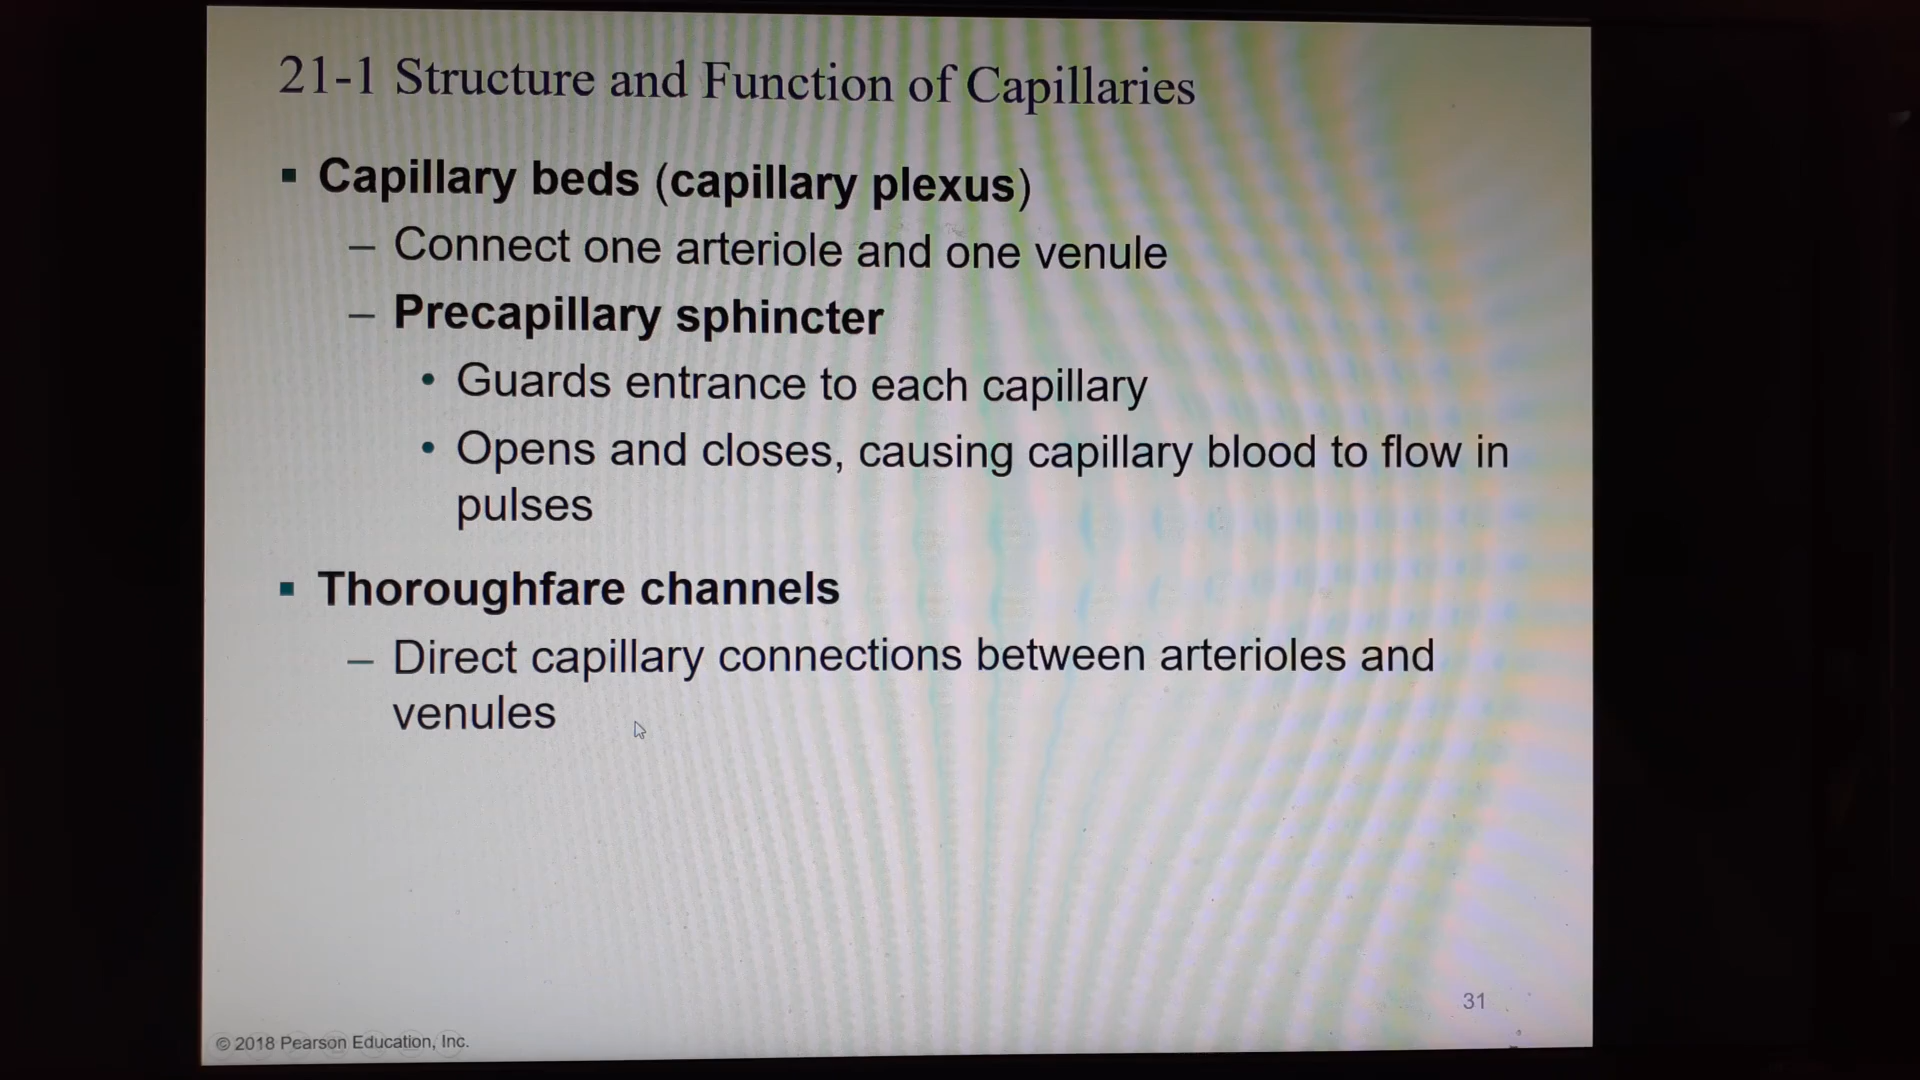 21-1 Structure and Function of Capillaries
▪ Capillary beds (capillary plexus)
– Connect one arteriole and one venule
– Precapillary sphincter
• Guards entrance to each capillary
• Opens and closes, causing capillary blood to flow in
pulses
▪ Thoroughfare channels
– Direct capillary connections between arterioles and
venules
31
© 2018 Pearson Education, Inc.